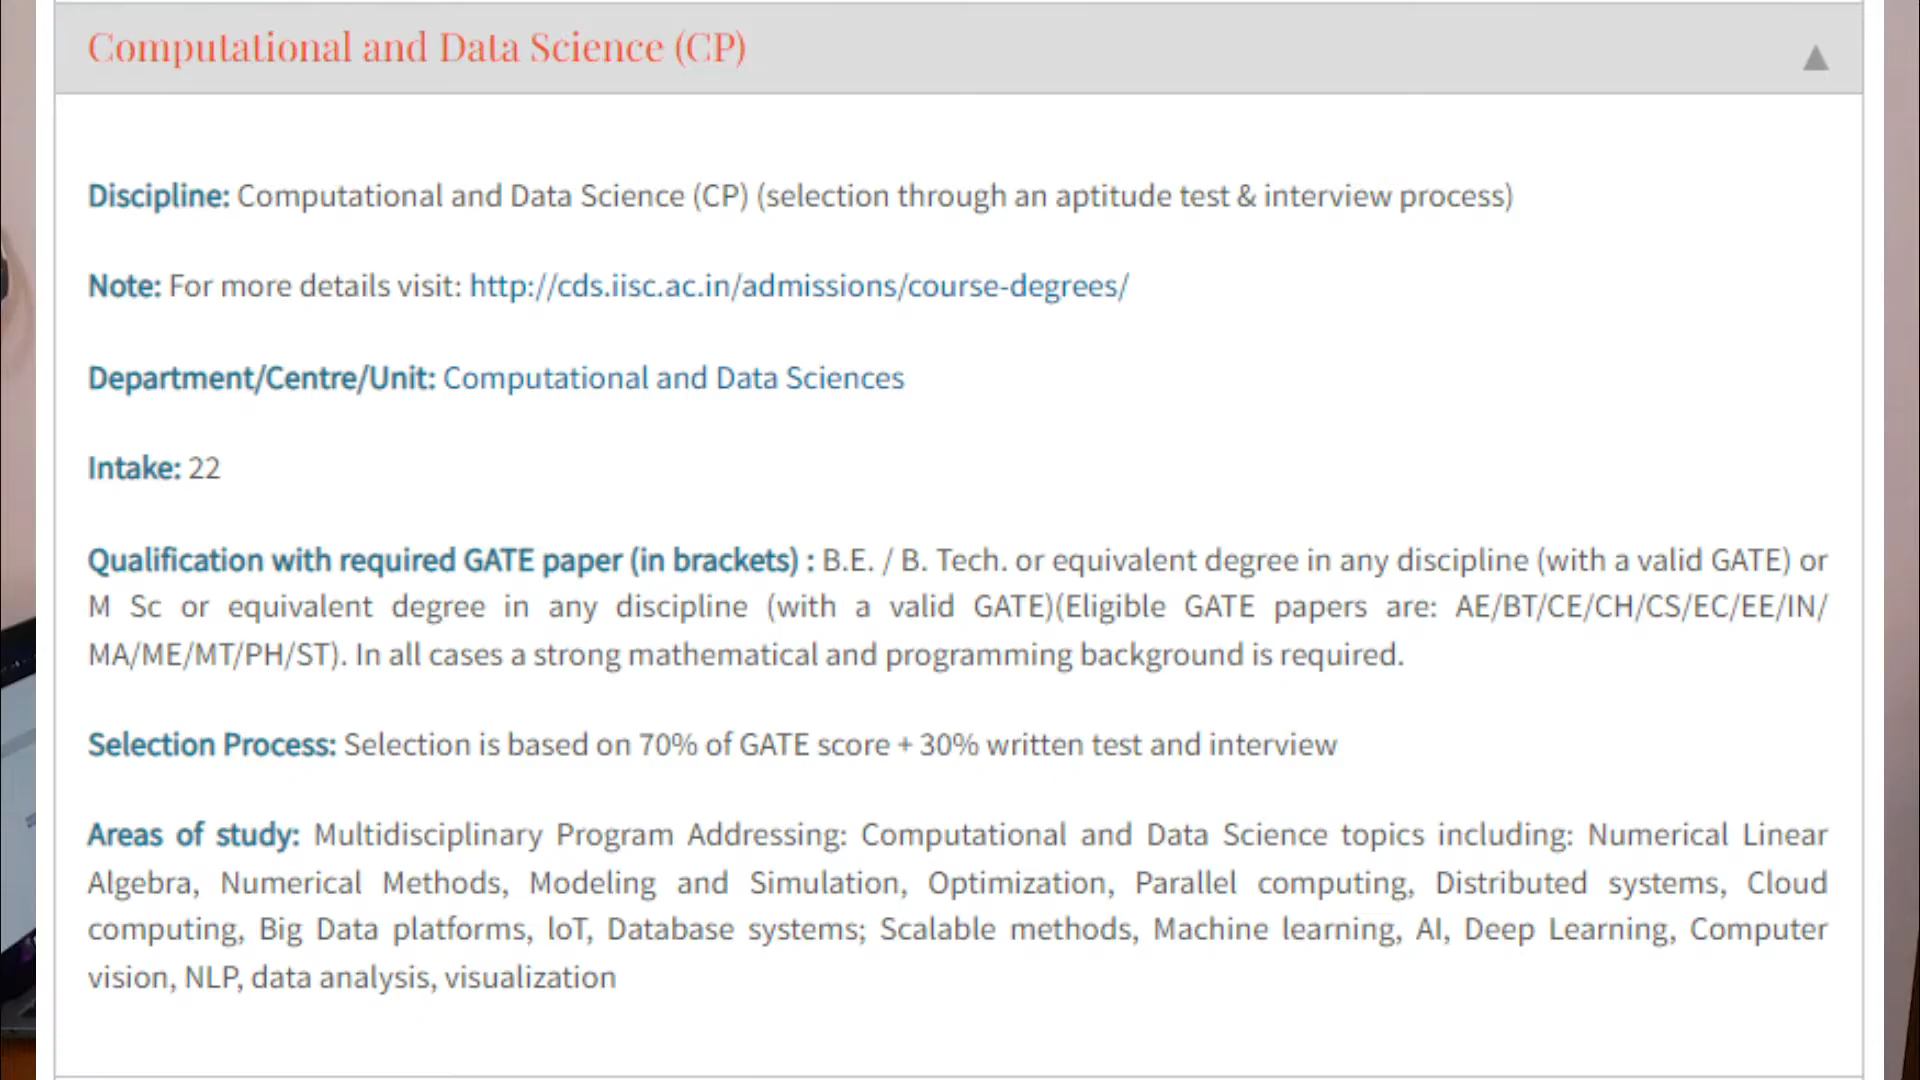 Computational and Data Science (CP)
Discipline: Computational and Data Science (CP) (selection through an aptitude test & interview process)
Note: For more details visit: http://cds.iisc.ac.in/admissions/course-degrees/
Department/Centre/Unit: Computational and Data Sciences
Intake: 22
Qualification with required GATE paper (in brackets) : B.E. / B. Tech. or equivalent degree in any discipline (with a valid GATE) or
M Sc or equivalent degree in any discipline (with a valid GATE)(Eligible GATE papers are: AE/BT/CE/CH/CS/EC/EE/IN/
MA/ME/MT/PH/ST). In all cases a strong mathematical and programming background is required.
Selection Process: Selection is based on 70% of GATE score + 30% written test and interview
Areas of study: Multidisciplinary Program Addressing: Computational and Data Science topics including: Numerical Linear
Algebra, Numerical Methods, Modeling and Simulation, Optimization, Parallel computing, Distributed systems, Cloud
computing, Big Data platforms, loT, Database systems; Scalable methods, Machine learning, AI, Deep Learning, Computer
vision, NLP, data analysis, visualization